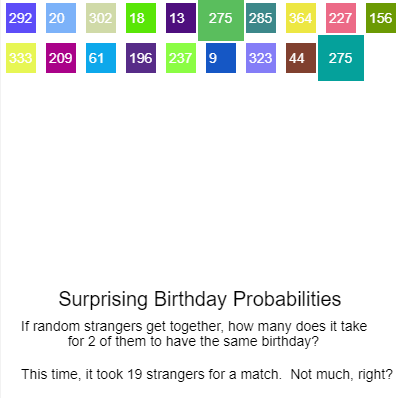 292 20 302 18 13 275 285 364 227 156
333 209 61 196 237 9 323 44 275
Surprising Birthday Probabilities
If random strangers get together, how many does it take
for 2 of them to have the same birthday?
This time, it took 19 strangers for a match.  Not much, right?